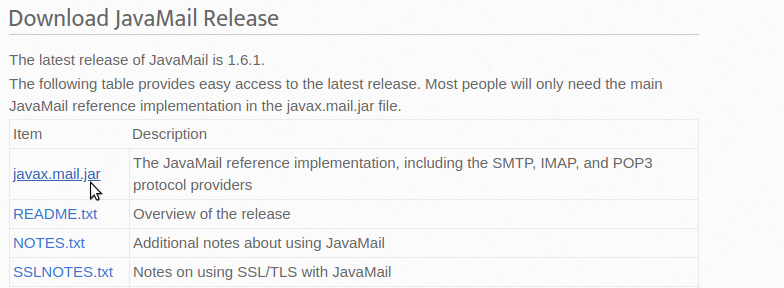 Download JavaMail Release
The latest release of JavaMail is 1.6.1.
The following table provides easy access to the latest release. Most people will only need the main
JavaMail reference implementation in the javax.mail.jar file.
Item Description
javax.mail.jar The JavaMail reference implementation, including the SMTP, IMAP, and POP3
protocol providers
README.txt Overview of the release
NOTES.txt Additional notes about using JavaMail
SSLNOTES.txt Notes on using SSL/TLS with JavaMail